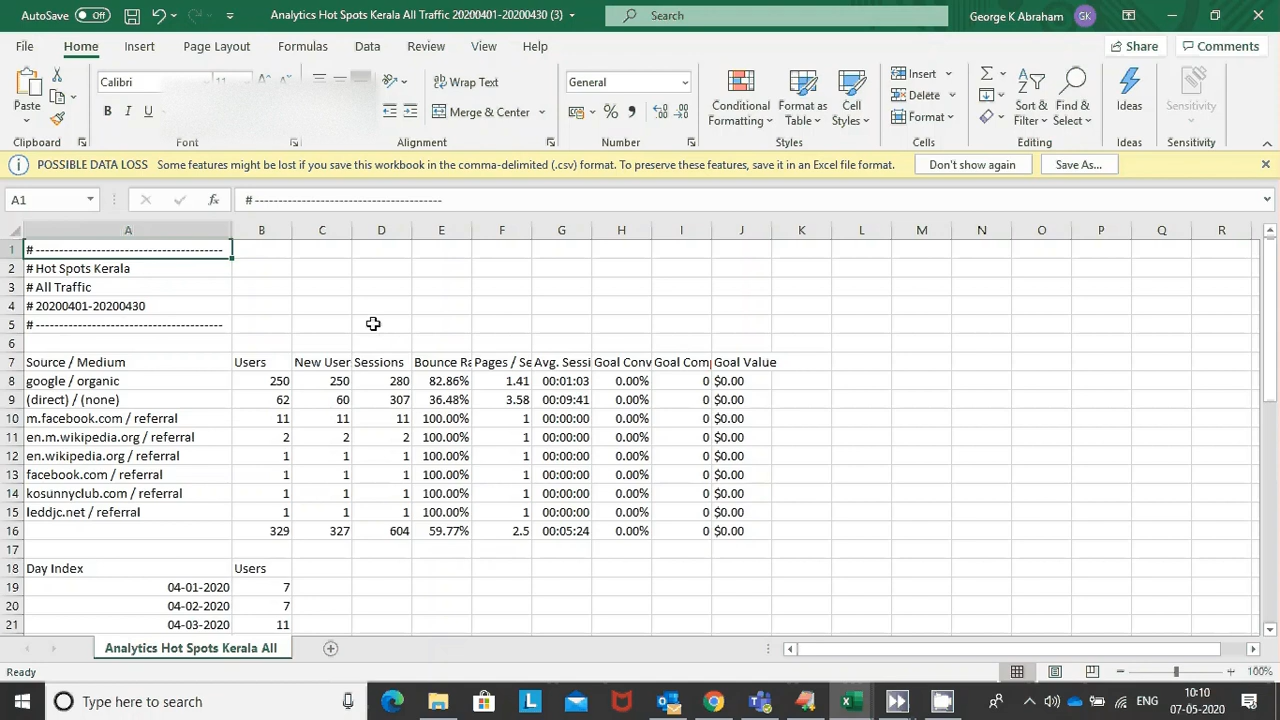 AutoSave Off Analytics Hot Spots Kerala All Traffic 20200401-20200430 (3) Search George K Abraham GK
File Home Insert Page Layout Formulas Data Review View Help Share Comments
Paste Calibri 11 Wrap Text General Conditional Formatting Format as Table Cell Styles Insert Sort & Filter Find & Select Ideas Sensitivity
B I U Merge & Center % Delete
Format
Clipboard Font Alignment Number Styles Cells Editing Ideas Sensitivity
POSSIBLE DATA LOSS Some features might be lost if you save this workbook in the comma-delimited (.csv) format. To preserve these features, save it in an Excel file format. Don't show again Save As...
A1 fx # ----------------------------------------
A B C D E F G H I J K L M N O P Q R
1 # ----------------------------------------
2 # Hot Spots Kerala
3 # All Traffic
4 # 20200401-20200430
5 # ----------------------------------------
6
7 Source / Medium Users New User Sessions Bounce Ra Pages / Se Avg. Sessi Goal Conv Goal Com Goal Value
8 google / organic 250 250 280 82.86% 1.41 00:01:03 0.00% 0 $0.00
9 (direct) / (none) 62 60 307 36.48% 3.58 00:09:41 0.00% 0 $0.00
10 m.facebook.com / referral 11 11 11 100.00% 1 00:00:00 0.00% 0 $0.00
11 en.m.wikipedia.org / referral 2 2 2 100.00% 1 00:00:00 0.00% 0 $0.00
12 en.wikipedia.org / referral 1 1 1 100.00% 1 00:00:00 0.00% 0 $0.00
13 facebook.com / referral 1 1 1 100.00% 1 00:00:00 0.00% 0 $0.00
14 kosunnyclub.com / referral 1 1 1 100.00% 1 00:00:00 0.00% 0 $0.00
15 leddjc.net / referral 1 1 1 100.00% 1 00:00:00 0.00% 0 $0.00
16 329 327 604 59.77% 2.5 00:05:24 0.00% 0 $0.00
17
18 Day Index Users
19 04-01-2020 7
20 04-02-2020 7
21 04-03-2020 11
Analytics Hot Spots Kerala All
Ready 100%
Type here to search ENG 10:10
07-05-2020